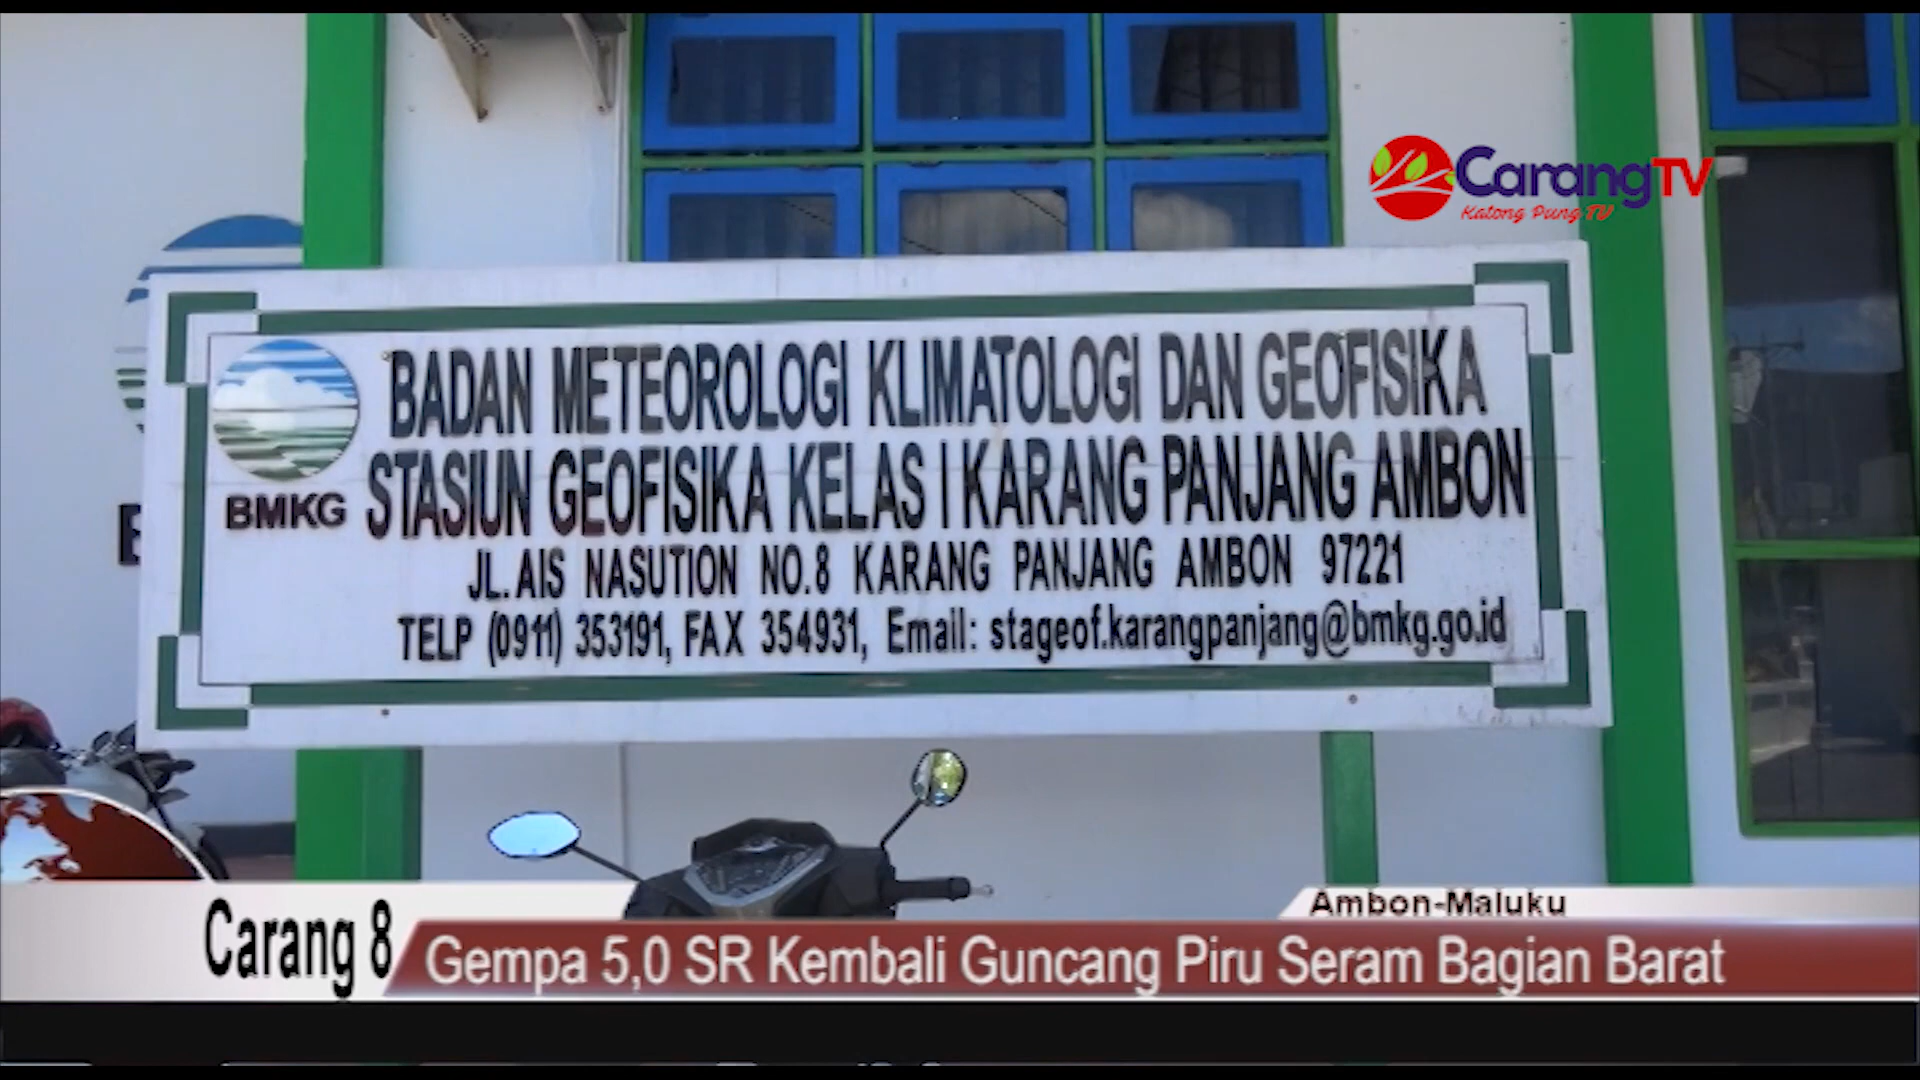 CarangTV
Katong Pung TV
BADAN METEOROLOGI KLIMATOLOGI DAN GEOFISIKA
STASIUN GEOFISIKA KELAS I KARANG PANJANG AMBON
BMKG
JL. AIS NASUTION NO.8 KARANG PANJANG AMBON 97221
TELP (0911) 353191, FAX 354931, Email: stageof.karangpanjang@bmkg.go.id
Ambon-Maluku
Carang 8
Gempa 5,0 SR Kembali Guncang Piru Seram Bagian Barat